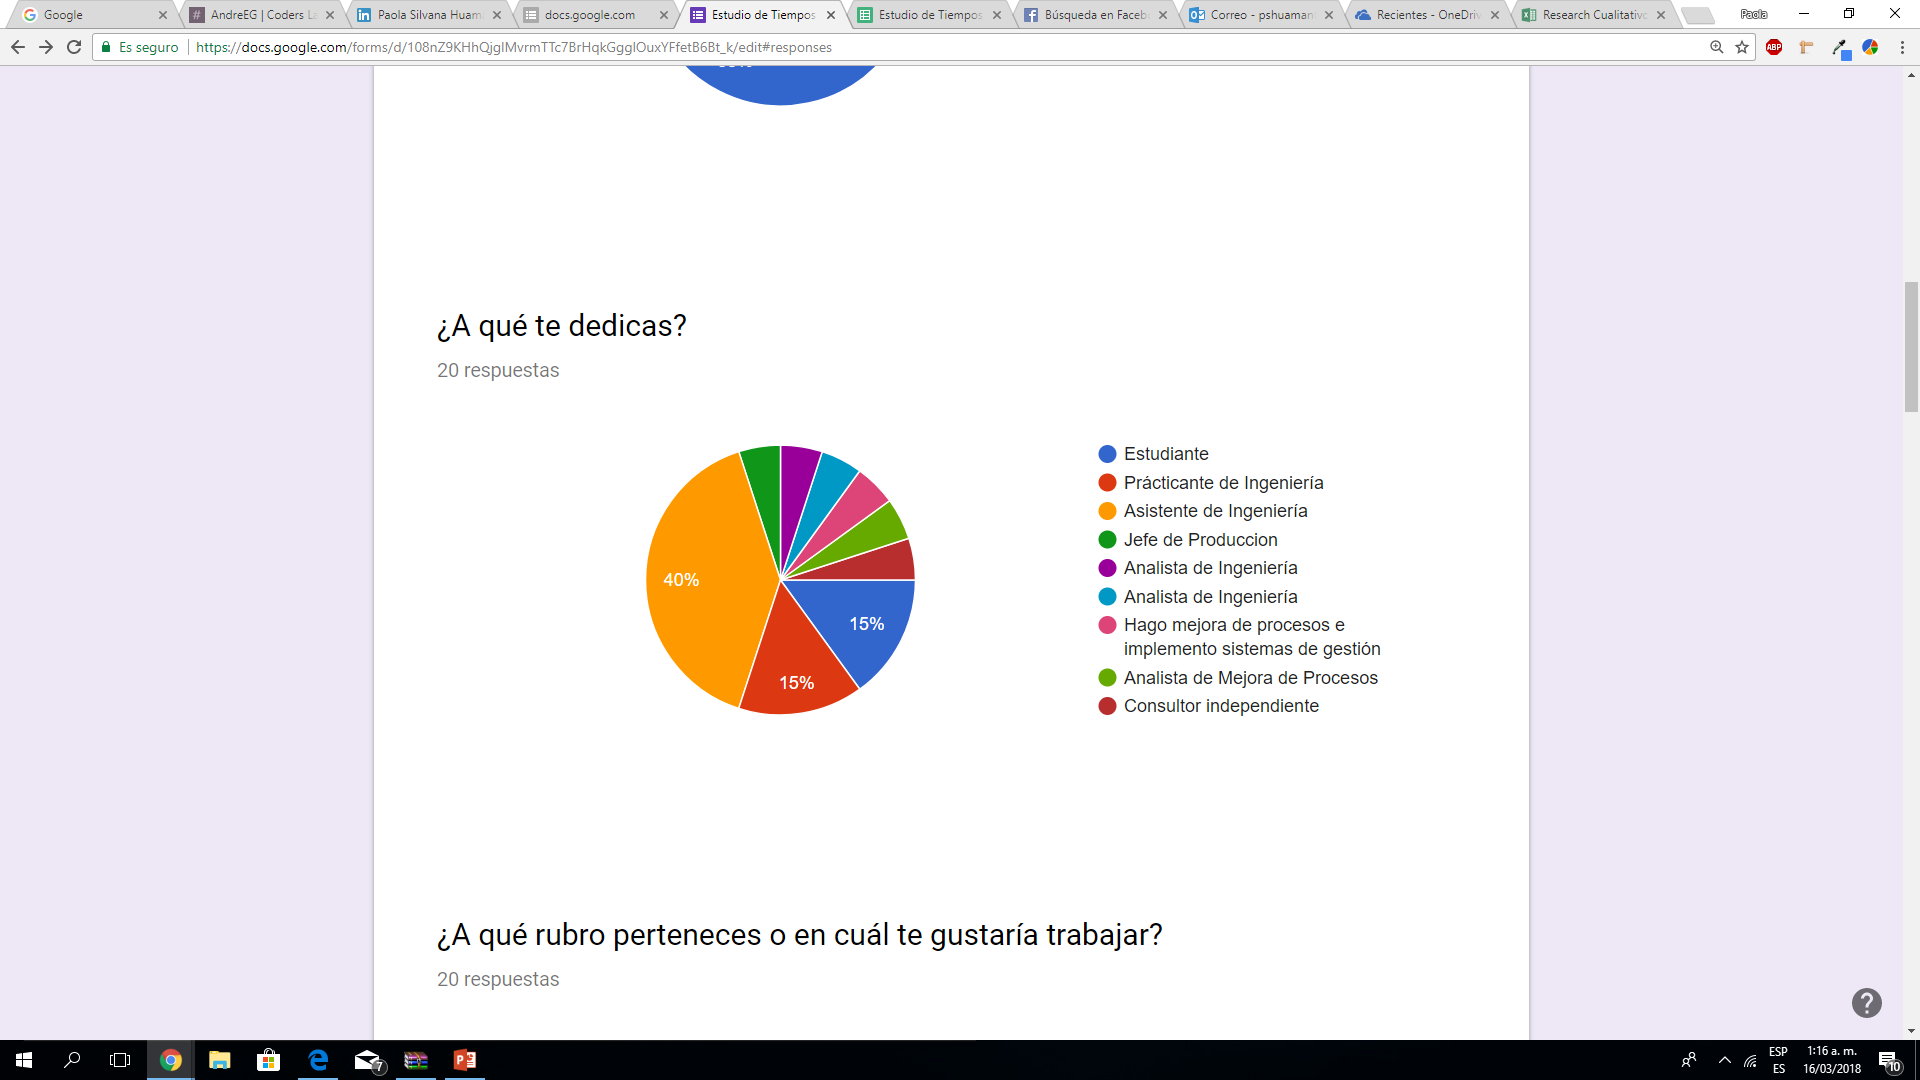 Google
AndreEG | Coders La
Paola Silvana Huam
docs.google.com
Estudio de Tiempos
Estudio de Tiempos
Búsqueda en Faceb
Correo - pshuaman
Recientes - OneDriv
Research Cualitativo
Paola
Es seguro
https://docs.google.com/forms/d/108nZ9KHhQjglMvrmTTc7BrHqkGgglOuxYFfetB6Bt_k/edit#responses
ABP
¿A qué te dedicas?
20 respuestas
40%
15%
15%
Estudiante
Prácticante de Ingeniería
Asistente de Ingeniería
Jefe de Produccion
Analista de Ingeniería
Analista de Ingeniería
Hago mejora de procesos e
implemento sistemas de gestión
Analista de Mejora de Procesos
Consultor independiente
¿A qué rubro perteneces o en cuál te gustaría trabajar?
20 respuestas
7
ESP
ES
1:16 a. m.
16/03/2018
10